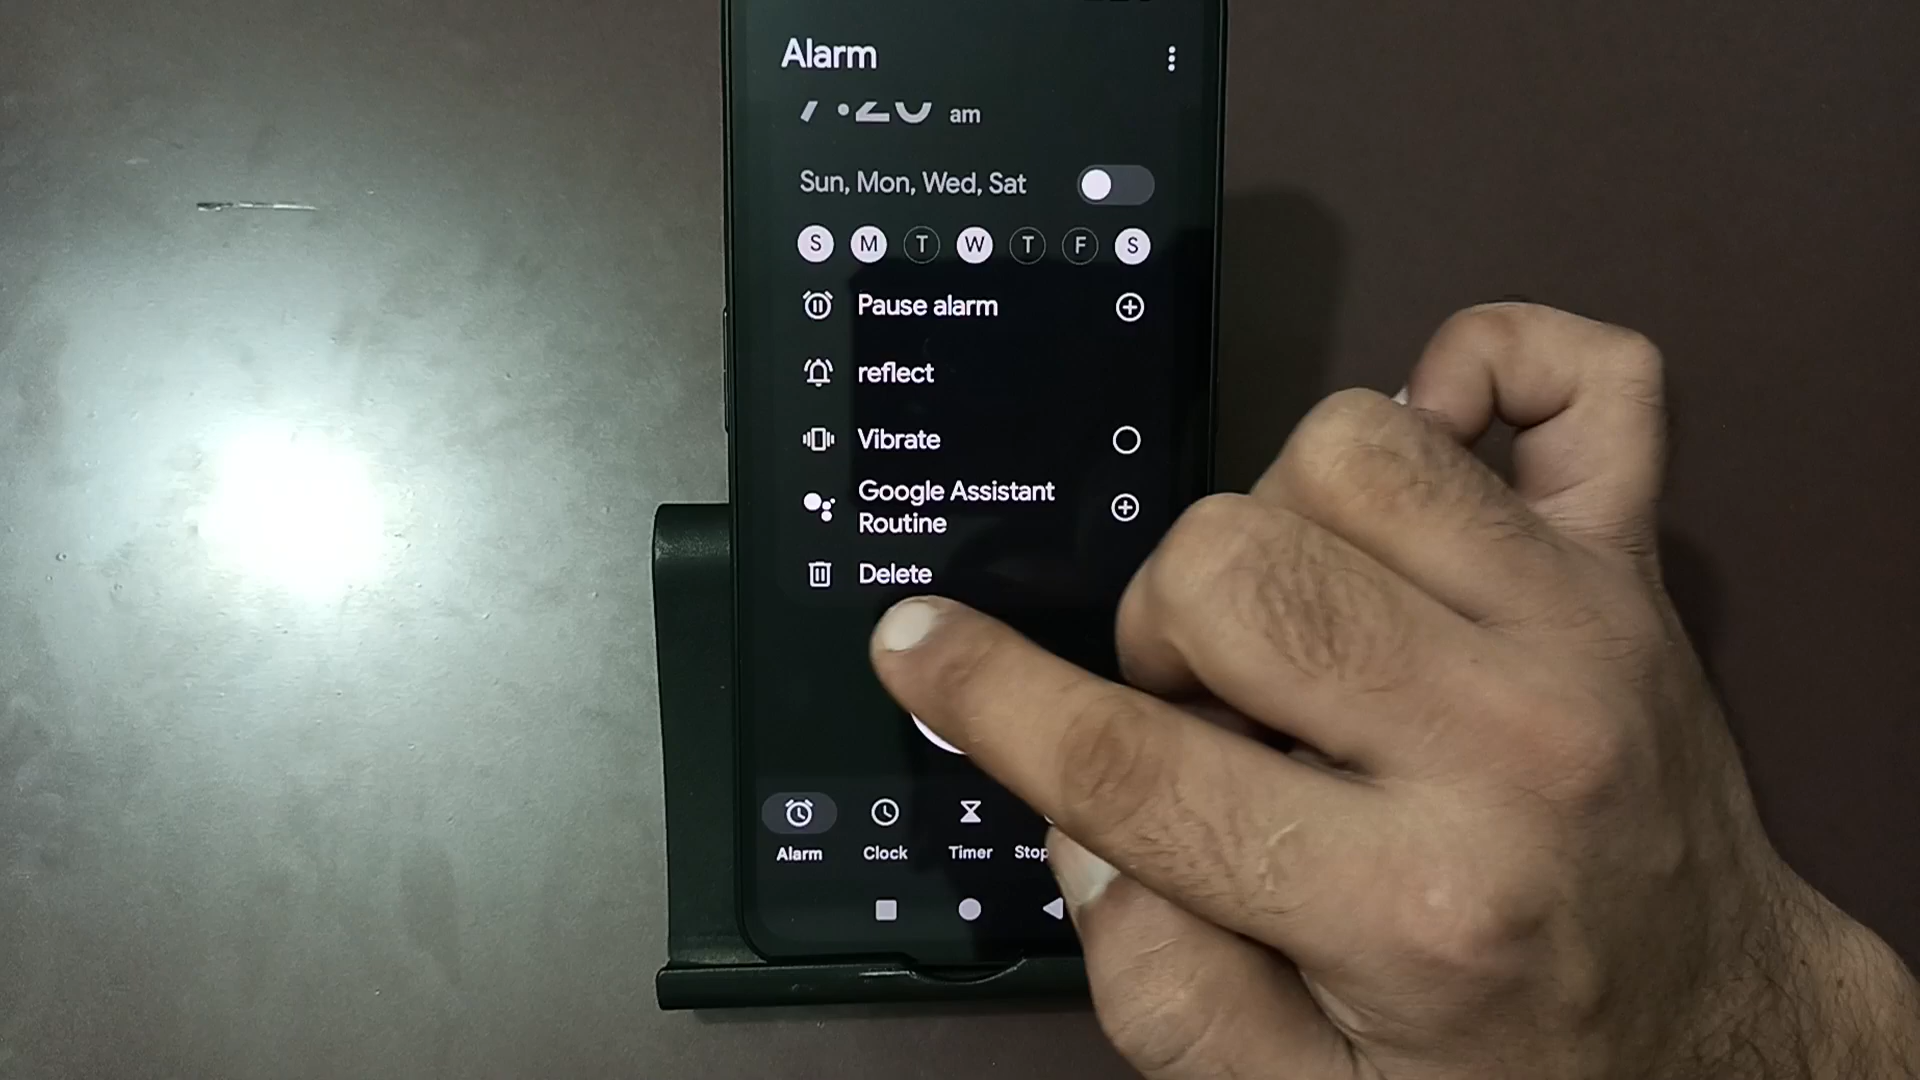 Alarm
am
Sun, Mon, Wed, Sat
S M T W T F S
Pause alarm
reflect
Vibrate
Google Assistant
Routine
Delete
Alarm Clock Timer Stop